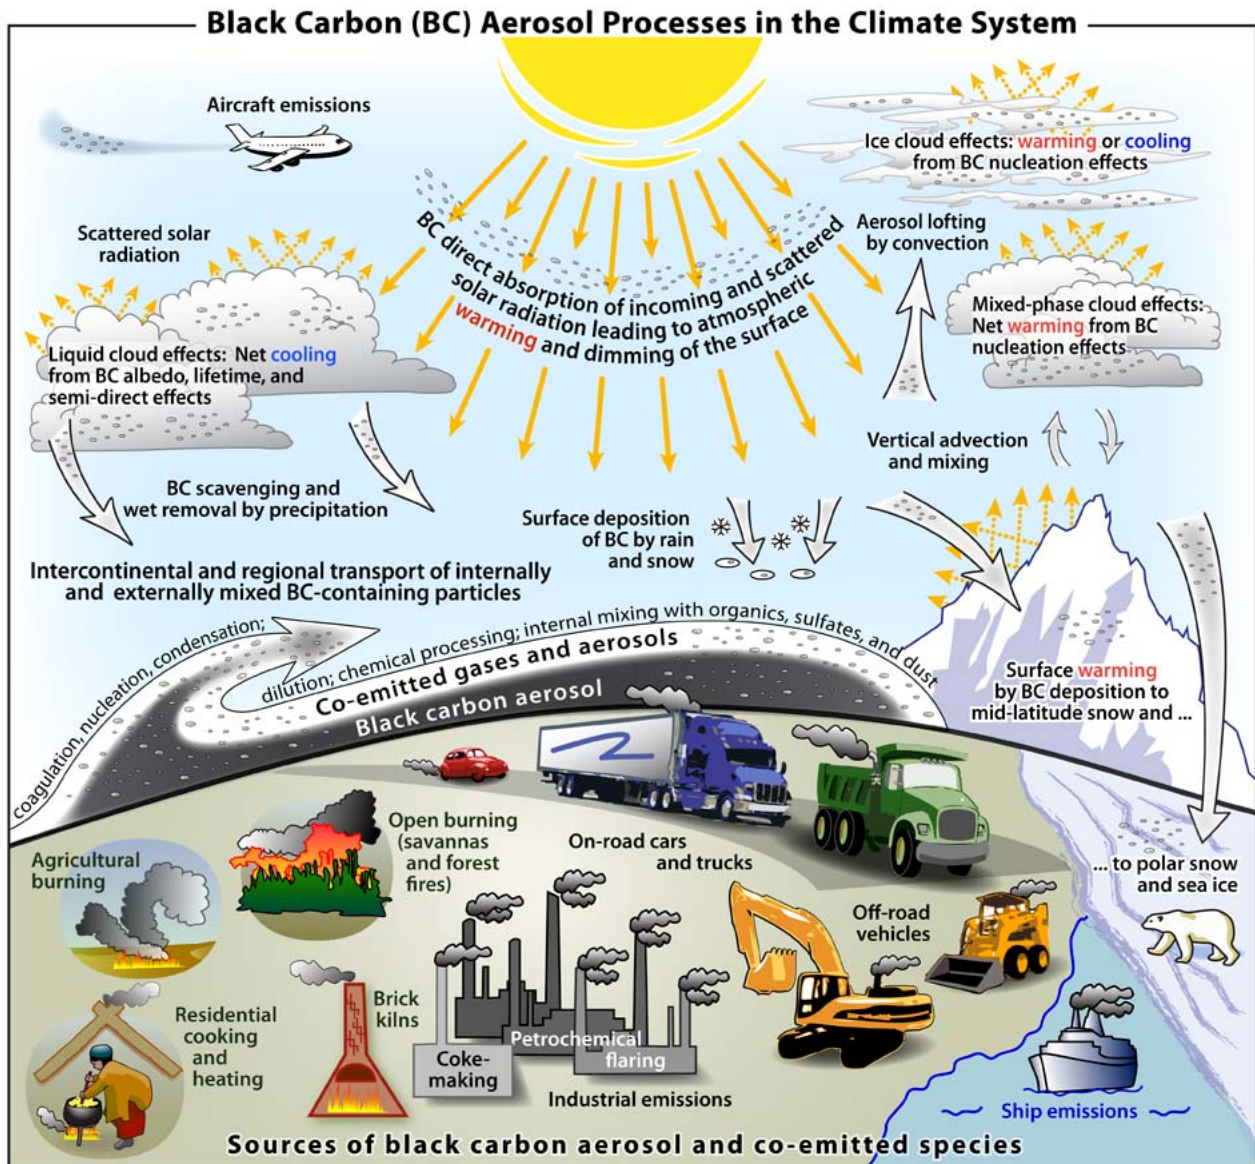 Black Carbon (BC) Aerosol Processes in the Climate System
Aircraft emissions
Ice cloud effects: warming or cooling
from BC nucleation effects
Scattered solar
radiation
BC direct absorption of incoming and scattered
solar radiation leading to atmospheric
warming and dimming of the surface
Aerosol lofting
by convection
Liquid cloud effects:  Net cooling
from BC albedo, lifetime, and
semi-direct effects
Mixed-phase cloud effects:
Net warming from BC
nucleation effects
Vertical advection
and mixing
BC scavenging and
wet removal by precipitation
Surface deposition
of BC by rain
and snow
Intercontinental and regional transport of internally
and  externally mixed BC-containing particles
coagulation, nucleation, condensation;
dilution; chemical processing; internal mixing with organics, sulfates, and dust
Co-emitted gases and aerosols
Black carbon aerosol
Surface warming
by BC deposition to
mid-latitude snow and ...
... to polar snow
and sea ice
Agricultural
burning
Open burning
(savannas
and forest
fires)
On-road cars
and trucks
Off-road
vehicles
Residential
cooking
and
heating
Brick
kilns
Coke-
making
Petrochemical
flaring
Industrial emissions
Ship emissions
Sources of black carbon aerosol and co-emitted species